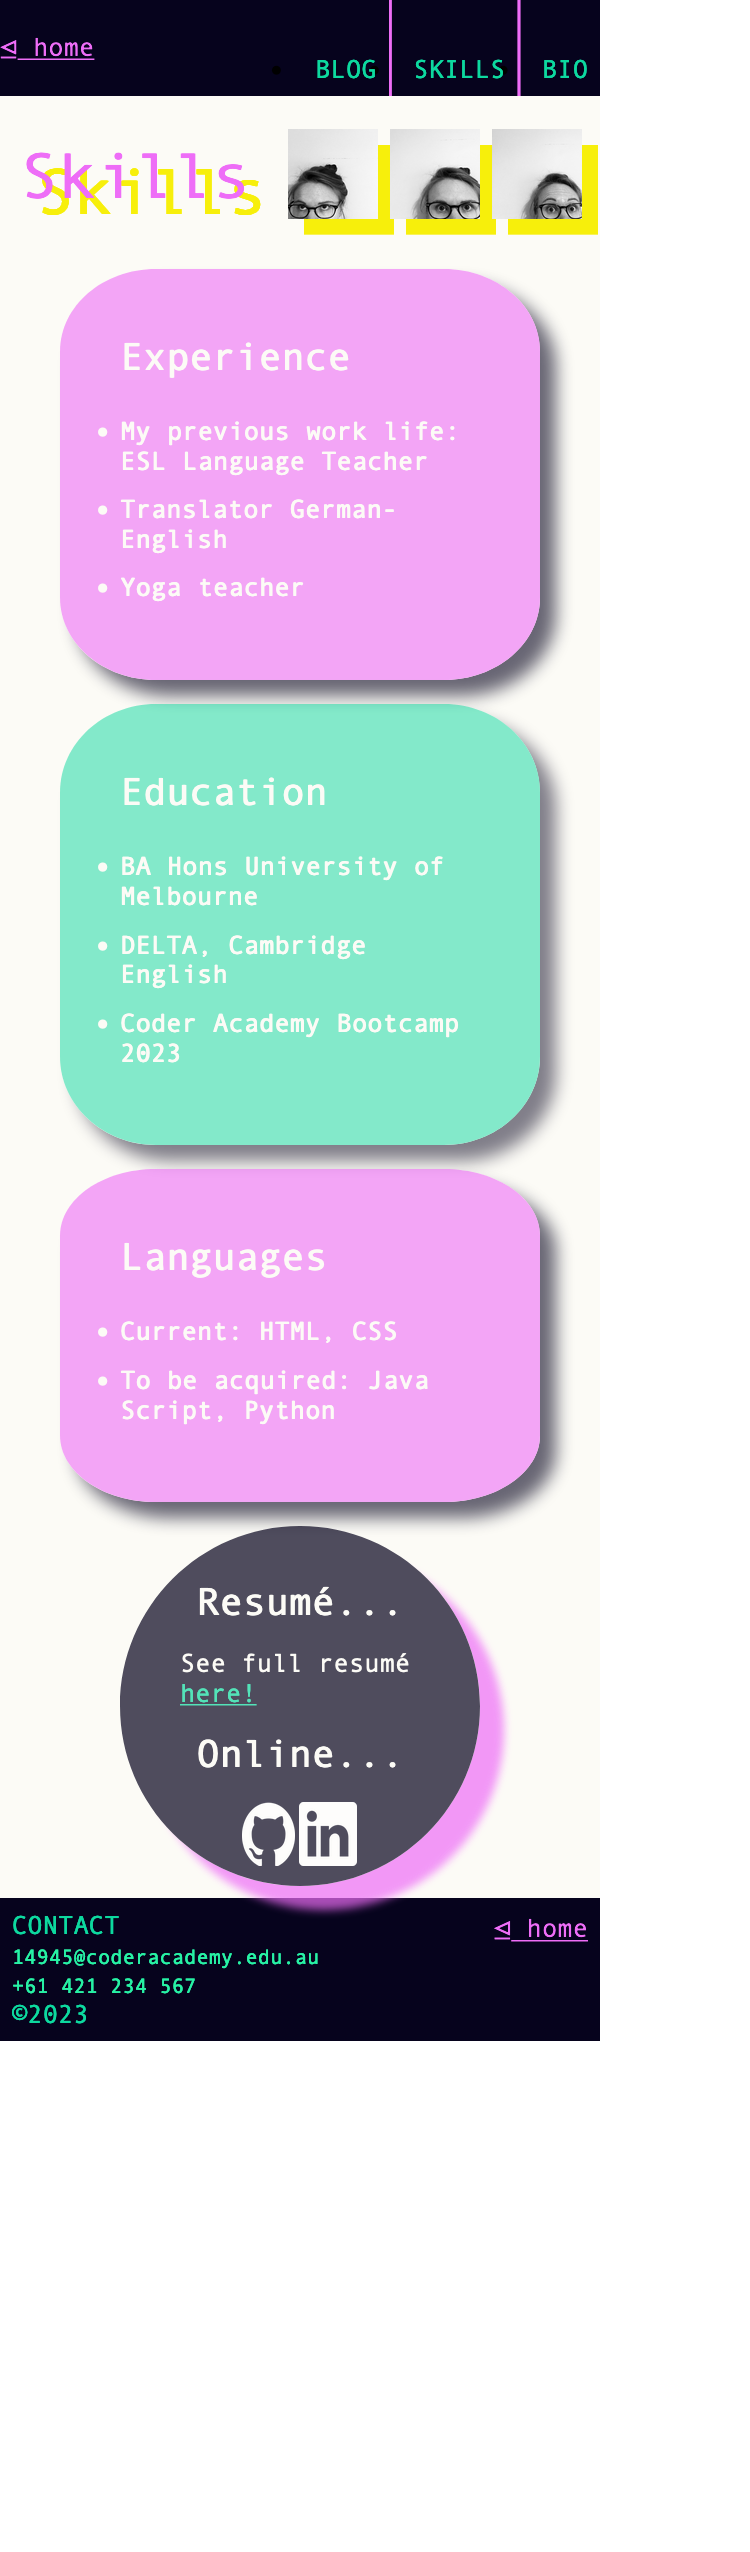 ⊲ home
BLOG
SKILLS
BIO
Skills
Experience
My previous work life:
ESL Language Teacher
Translator German-
English
Yoga teacher
Education
BA Hons University of
Melbourne
DELTA, Cambridge
English
Coder Academy Bootcamp
2023
Languages
Current: HTML, CSS
To be acquired: Java
Script, Python
Resumé...
See full resumé
here!
Online...
in
CONTACT
⊲ home
14945@coderacademy.edu.au
+61 421 234 567
©2023